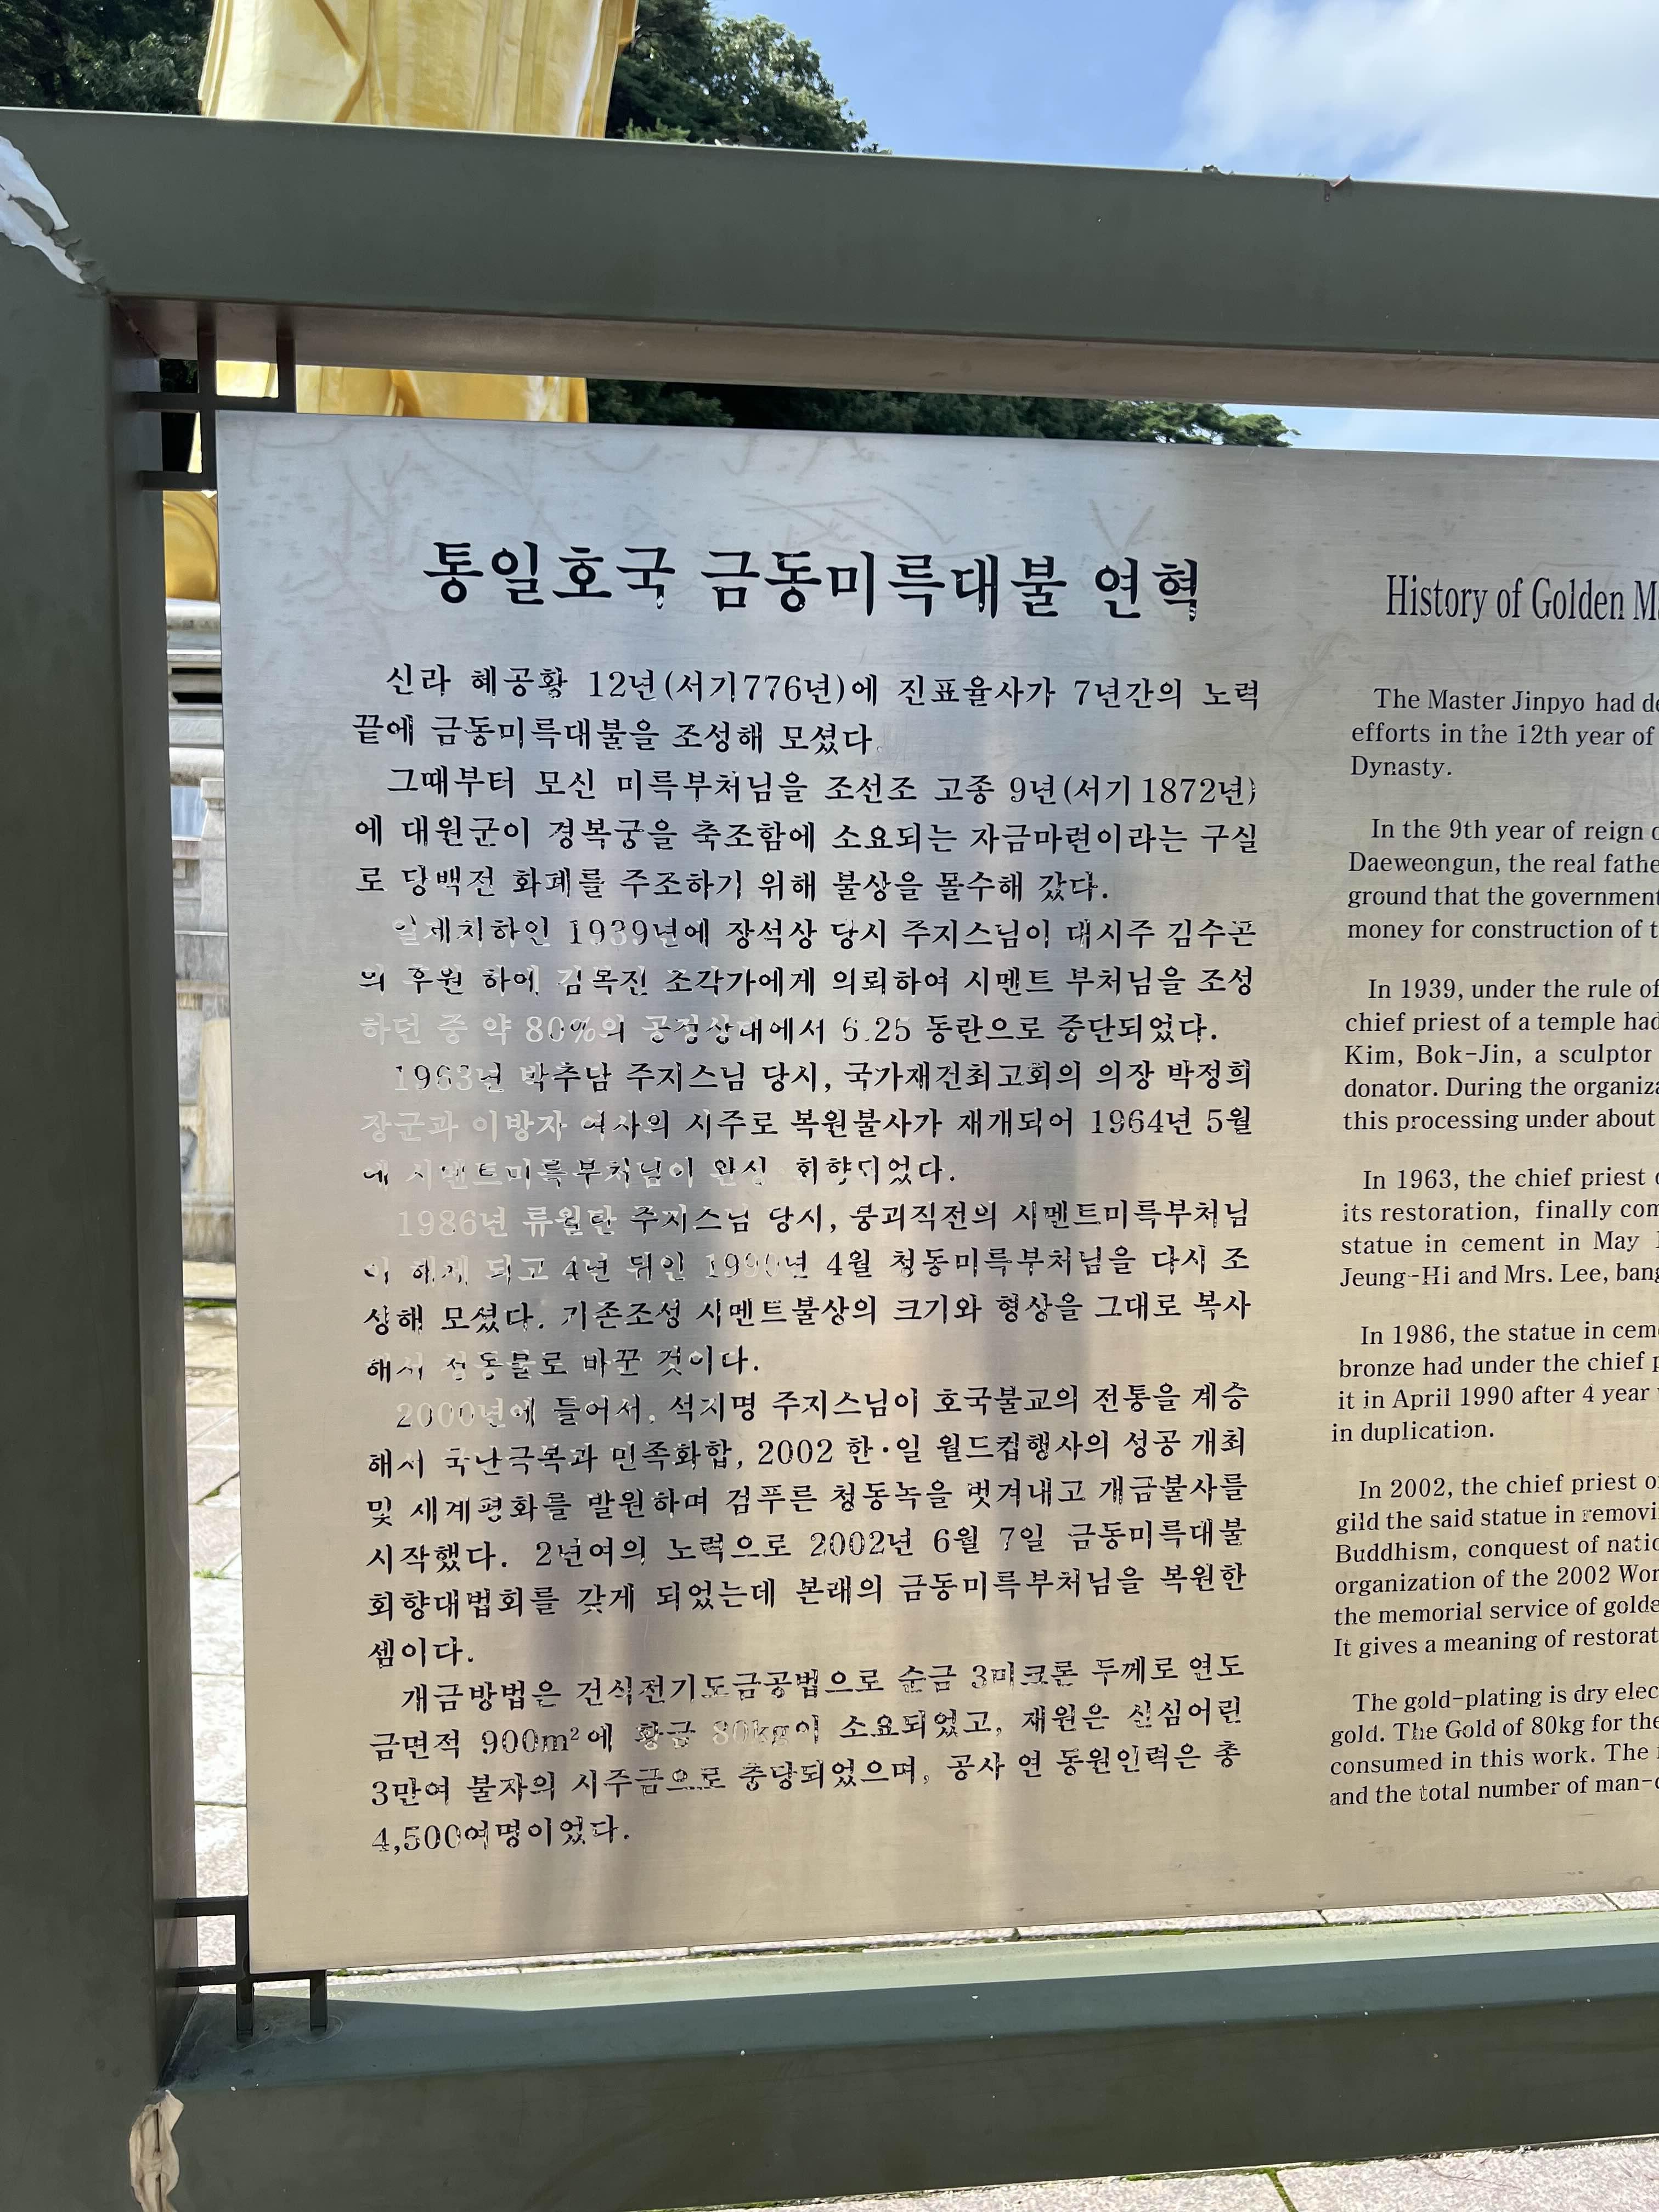 통일호국 금동미륵대불 연혁
신라 혜공황 12년(서기776년)에 진표율사가 7년간의 노력
끝에 금동미륵대불을 조성해 모셨다.
그때부터 모신 미륵부처님을 조선조 고종 9년(서기1872년)
에 대원군이 경복궁을 축조함에 소요되는 자금마련이라는 구실
로 당백전 화폐를 주조하기 위해 불상을 몰수해 갔다.
일제치하인 1939년에 장석상 당시 주지스님이 대시주 김수곤
의 후원 하에 김복진 조각가에게 의뢰하여 시멘트 부처님을 조성
하던 중 약 80%의 공정상태에서 6.25 동란으로 중단되었다.
1963년 박추담 주지스님 당시, 국가재건최고회의 의장 박정희
장군과 이방자 여사의 시주로 복원불사가 재개되어 1964년 5월
에 시멘트미륵부처님이 완성 회향되었다.
1986년 류월탄 주지스님 당시, 붕괴직전의 시멘트미륵부처님
이 해체 되고 4년 뒤인 1990년 4월 청동미륵부처님을 다시 조
상해 모셨다. 기존조성 시멘트불상의 크기와 형상을 그대로 복사
해서 청동불로 바꾼 것이다.
2000년에 들어서, 석지명 주지스님이 호국불교의 전통을 계승
해서 국난극복과 민족화합, 2002 한·일 월드컵행사의 성공 개최
및 세계평화를 발원하며 검푸른 청동녹을 벗겨내고 개금불사를
시작했다. 2년여의 노력으로 2002년 6월 7일 금동미륵대불
회향대법회를 갖게 되었는데 본래의 금동미륵부처님을 복원한
셈이다.
개금방법은 건식전기도금공법으로 순금 3미크론 두께로 연도
금면적 900m²에 황금 80kg이 소요되었고, 재원은 신심어린
3만여 불자의 시주금으로 충당되었으며, 공사 연 동원인력은 총
4,500여명이었다.
History of Golden
The Master Jinpyo had
efforts in the 12th year of
Dynasty.
In the 9th year of reign
Daeweongun, the real
ground that the government
money for construction of
In 1939, under the rule of
chief priest of a temple had
Kim, Bok-Jin, a sculptor
donator. During the
this processing under about
In 1963, the chief priest
its restoration, finally
statue in cement in May
Jeung-Hi and Mrs. Lee,
In 1986, the statue in
bronze had under the chief
it in April 1990 after 4 year
in duplication.
In 2002, the chief priest
gild the said statue in
Buddhism, conquest of
organization of the 2002
the memorial service of
It gives a meaning of
The gold-plating is dry
gold. The Gold of 80kg for the
consumed in this work. The
and the total number of